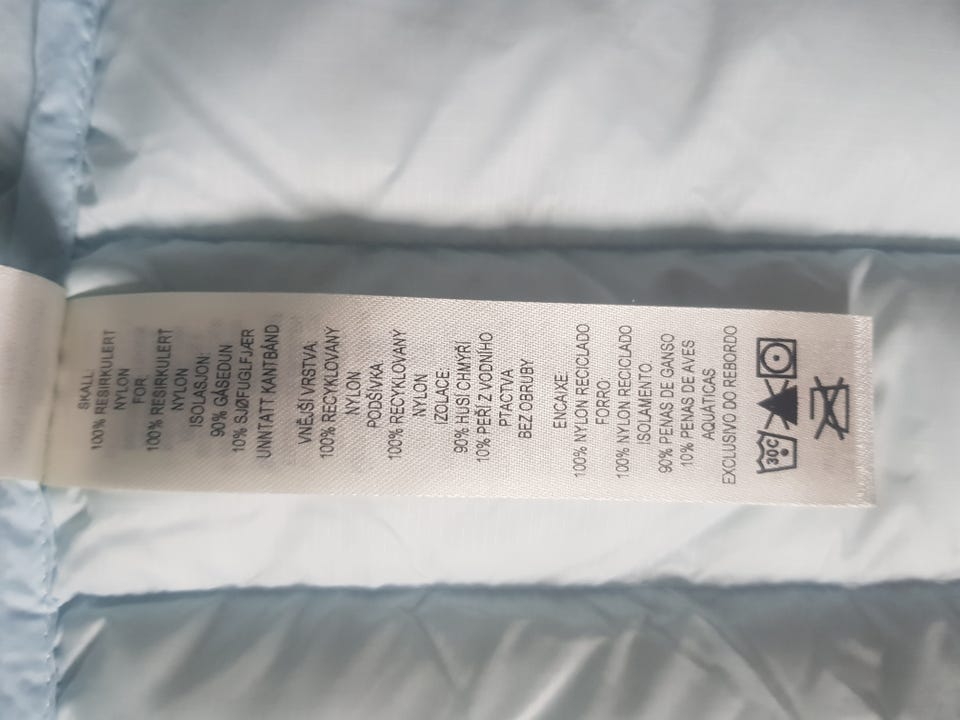 SKALL:
100% RESIRKULERT
NYLON
FOR
100% RESIRKULERT
NYLON
ISOLASJON:
90% GÅSEDUN
10% SJØFUGLFJÆR
UNNTATT KANTBÅND
VNĚJŠÍ VRSTVA:
100% RECYKLOVANÝ
NYLON
PODŠÍVKA:
100% RECYKLOVANÝ
NYLON
IZOLACE:
90% HUSÍ CHMÝŘÍ
10% PEŘÍ Z VODNÍHO
PTACTVA
BEZ OBRUBY
ENCAIXE:
100% NYLON RECICLADO
FORRO:
100% NYLON RECICLADO
ISOLAMENTO:
90% PENAS DE GANSO
10% PENAS DE AVES
AQUÁTICAS
EXCLUSIVO DO REBORDO
30C